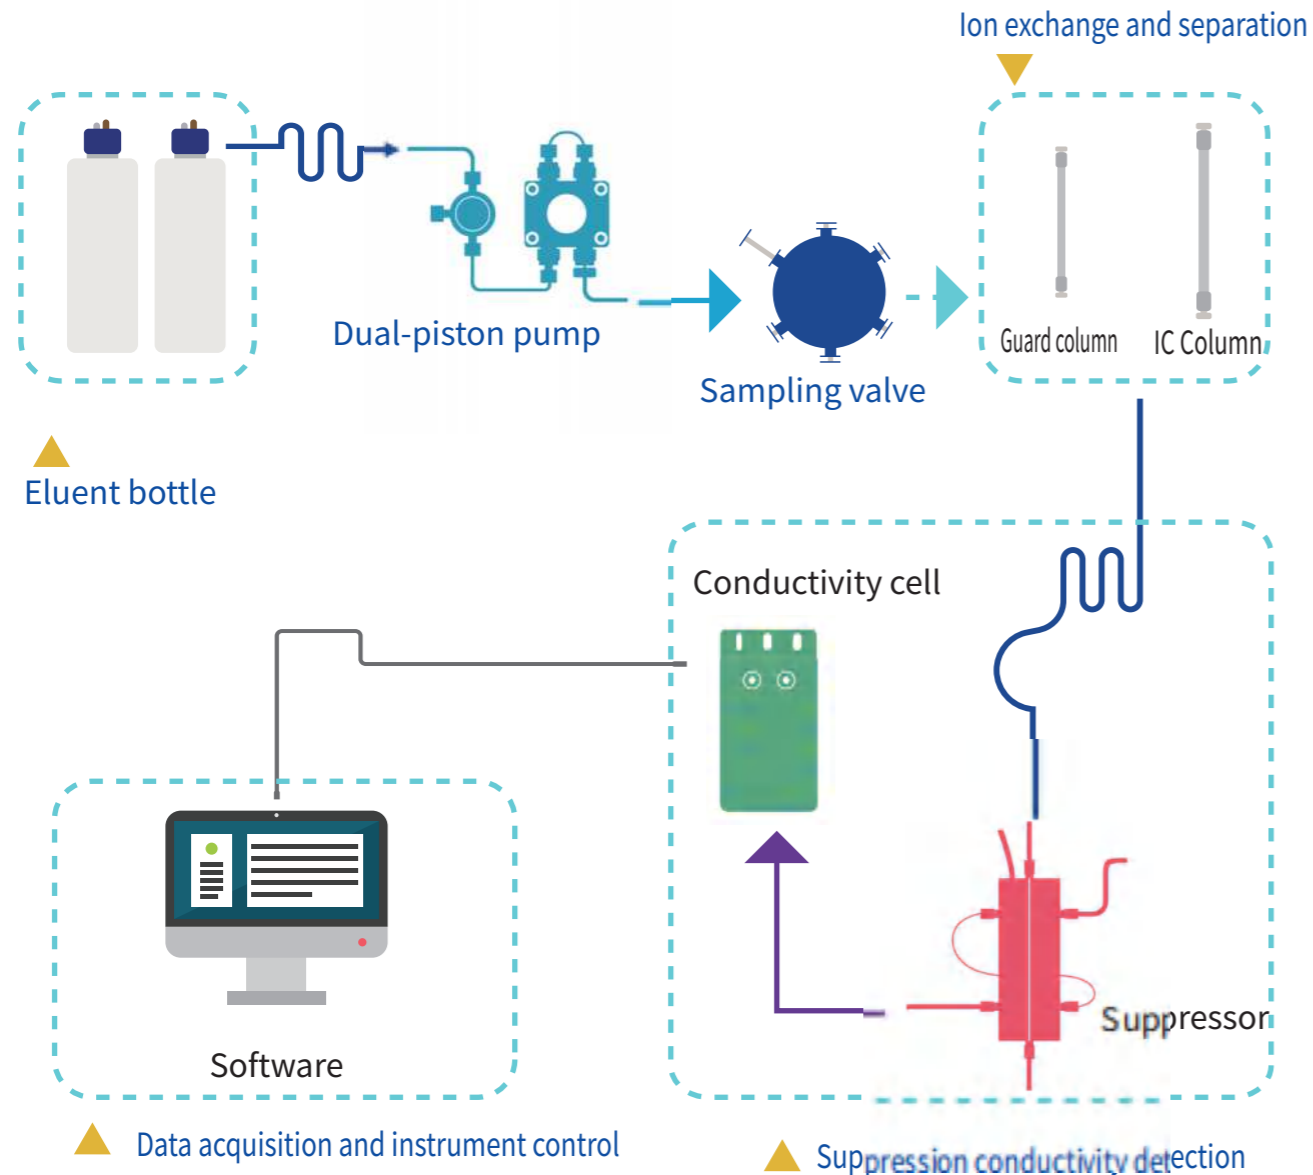 Ion exchange and separation
Dual-piston pump
Guard column
IC Column
Sampling valve
Eluent bottle
Conductivity cell
Suppressor
Software
Data acquisition and instrument control
Suppression conductivity detection